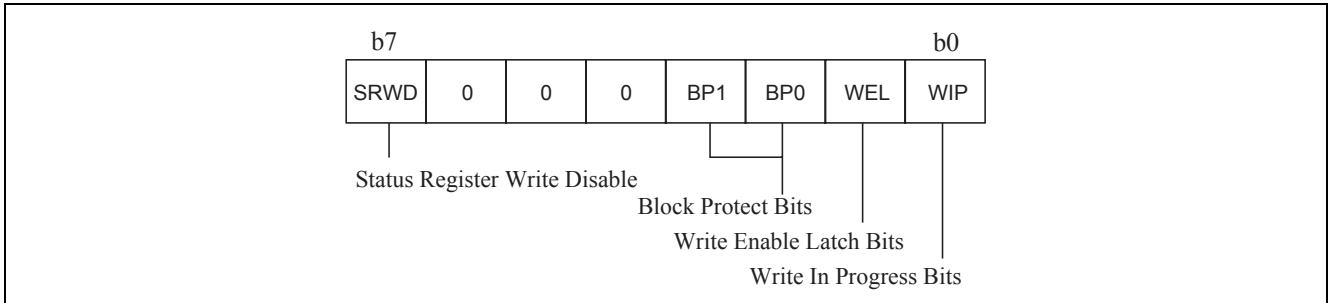 b7 b0
SRWD 0 0 0 BP1 BP0 WEL WIP
Status Register Write Disable
Block Protect Bits
Write Enable Latch Bits
Write In Progress Bits